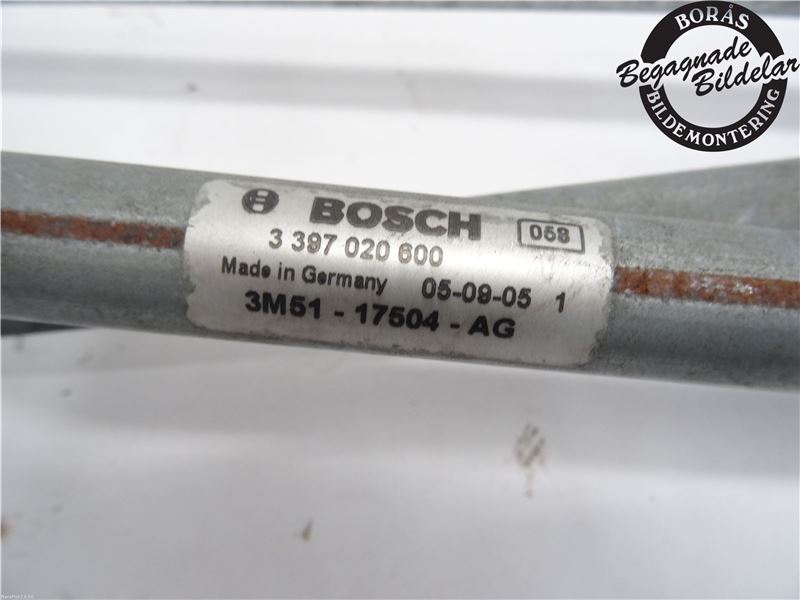 BORÅS
Begagnade
Bildelar
BILDEMONTERING
BOSCH 058
3 397 020 600
Made in Germany 05-09-05 1
3M51 - 17504 - AG